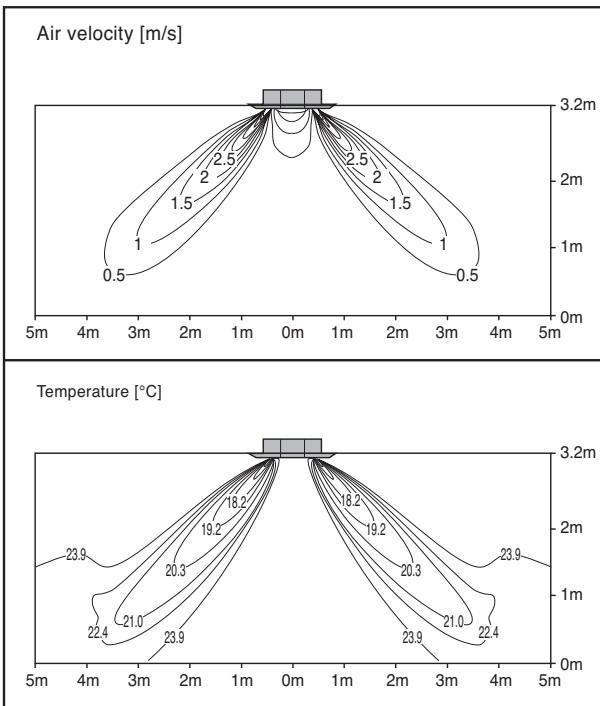 Air velocity [m/s]
3.2m
2.5 2.5
2 2
2m
1.5 1.5
1 1
1m
0.5 0.5
0m
5m 4m 3m 2m 1m 0m 1m 2m 3m 4m 5m
Temperature [°C]
3.2m
18.2 18.2
19.2 19.2
2m
23.9 23.9
20.3 20.3
1m
21.0 21.0
22.4 22.4
23.9 23.9
0m
5m 4m 3m 2m 1m 0m 1m 2m 3m 4m 5m